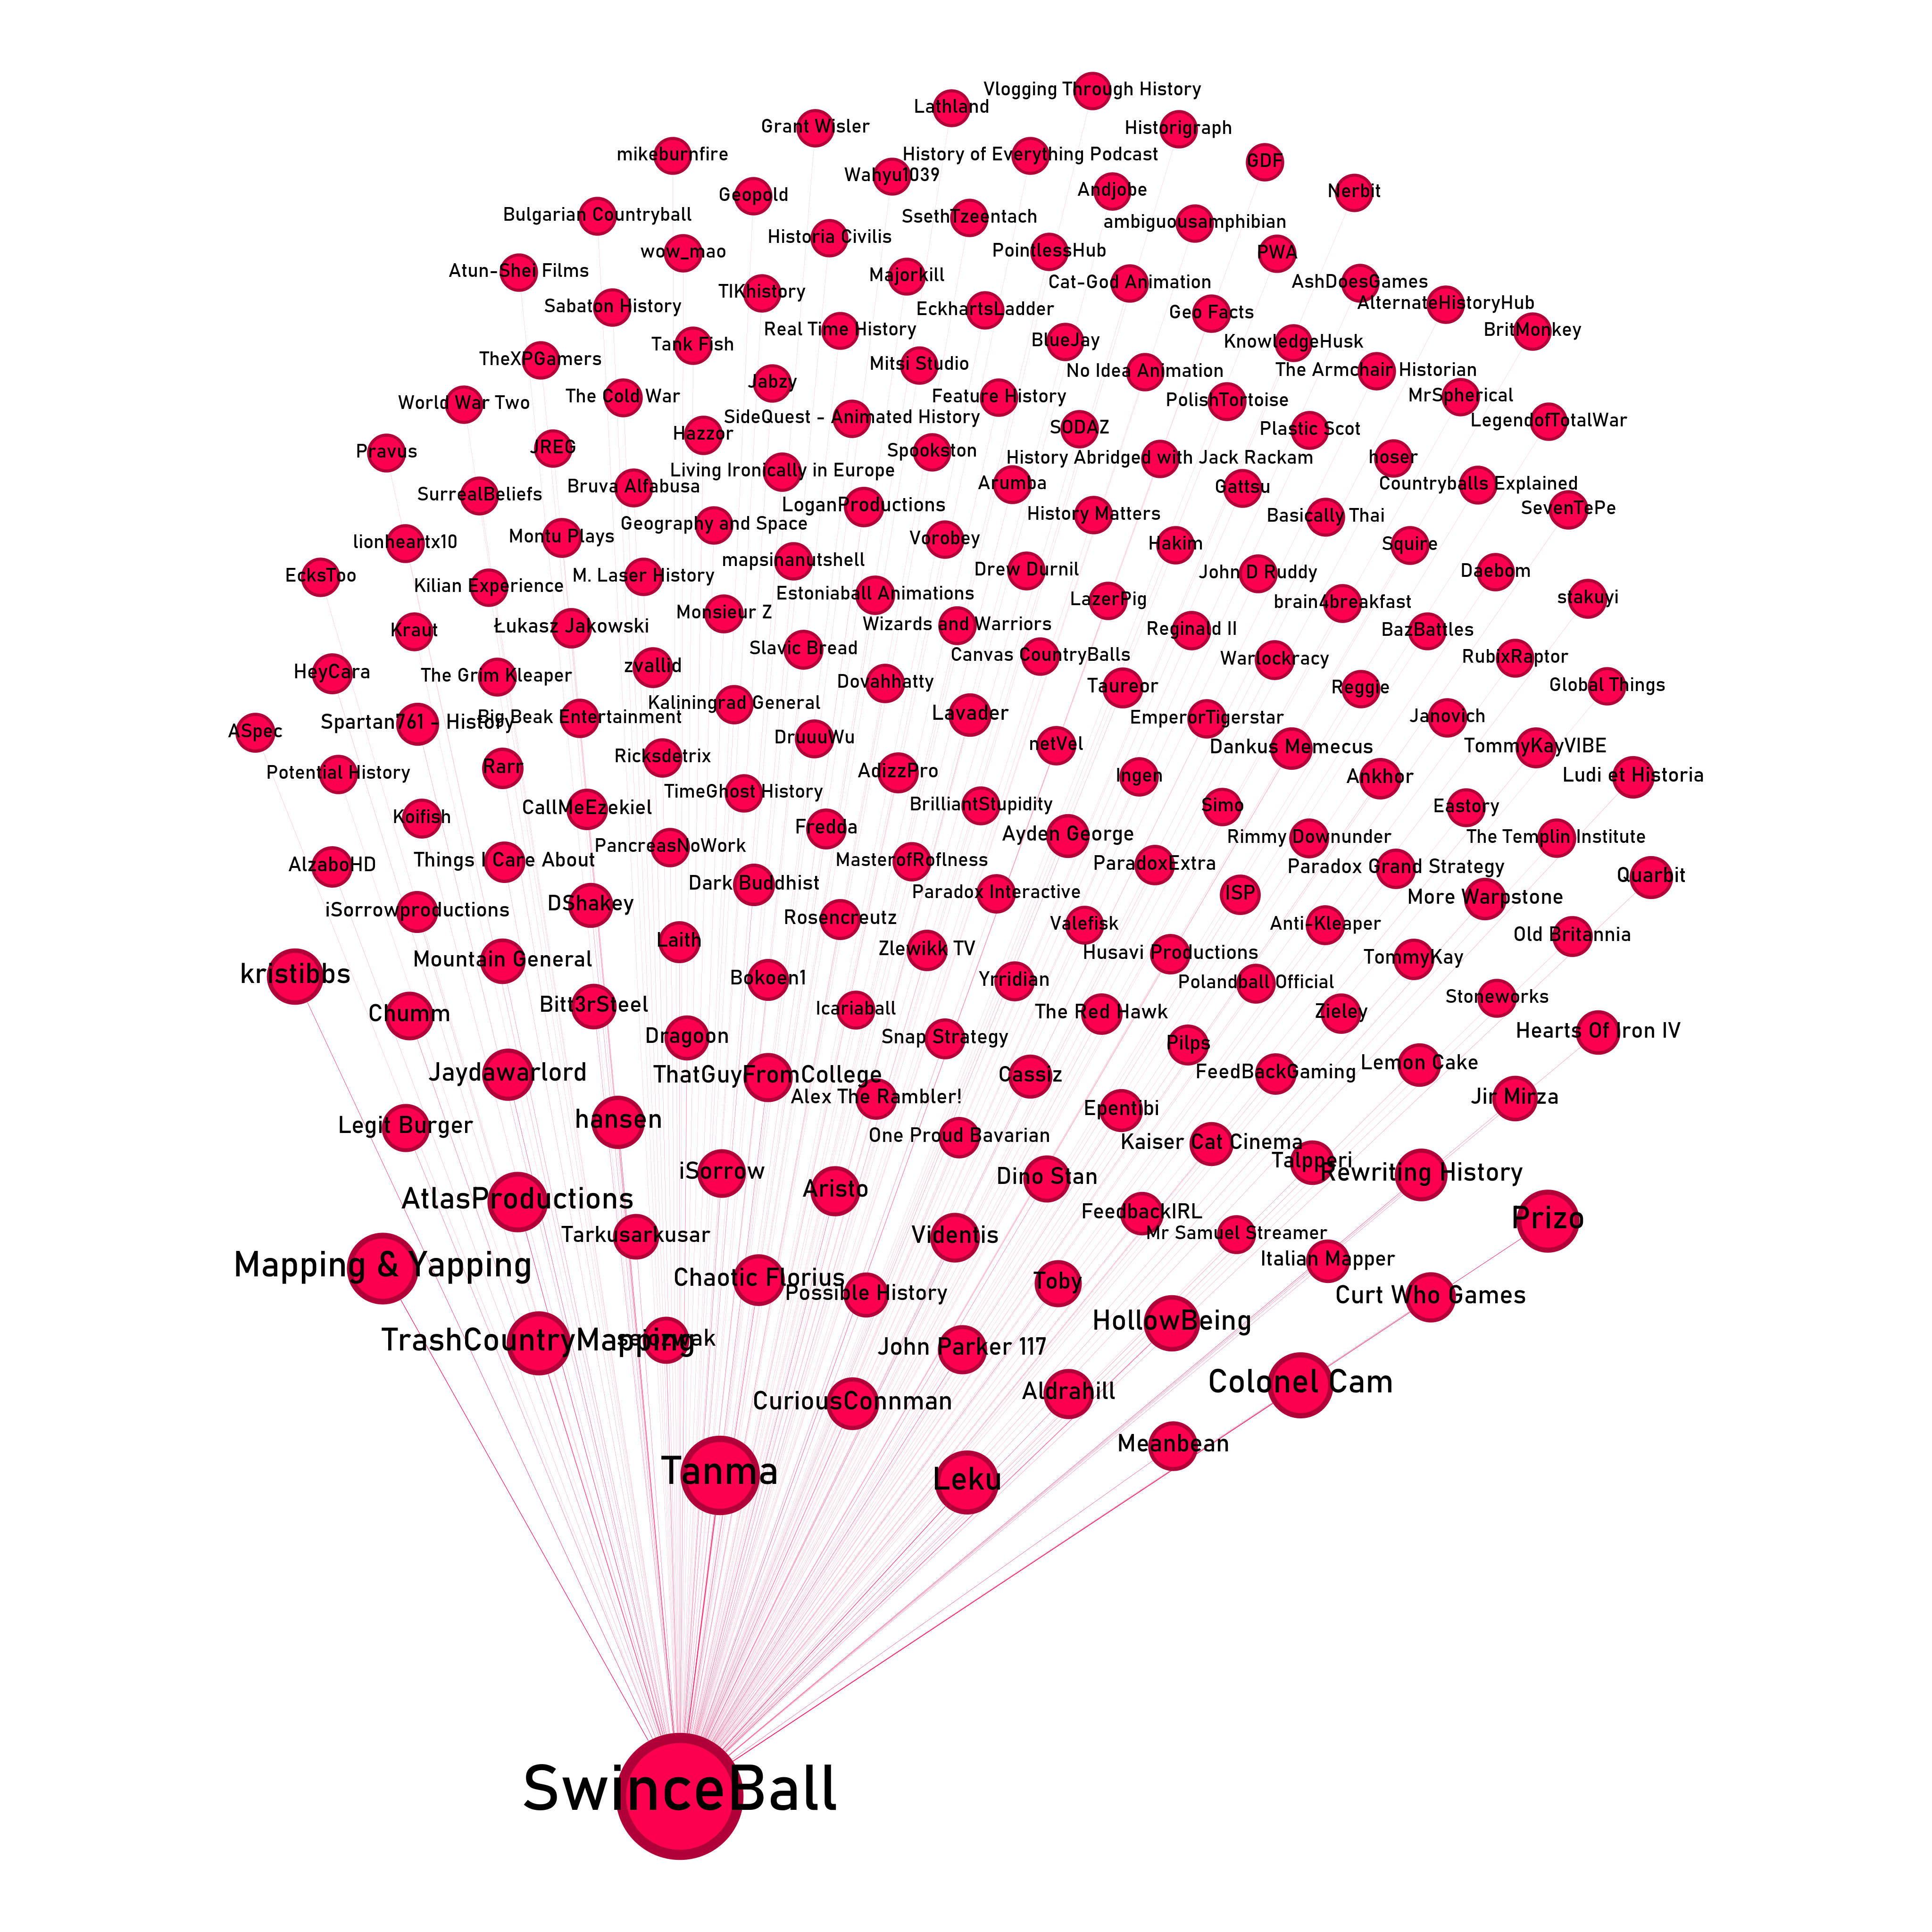 Vlogging Through History
Lathland
Grant Wisler
Historigraph
mikeburnfire
History of Everything Podcast
GDF
Wahyu1039
Andjobe
Nerbit
Geopold
Bulgarian Countryball
SsethTzeentach
ambiguousamphibian
Historia Civilis
wow_mao
PointlessHub
PWA
Atun-Shei Films
Majorkill
Cat-God Animation
AshDoesGames
TIKhistory
AlternateHistoryHub
Sabaton History
EckhartsLadder
Geo Facts
Real Time History
BritMonkey
BlueJay
KnowledgeHusk
Tank Fish
TheXPGamers
Mitsi Studio
No Idea Animation
The Armchair Historian
Jabzy
The Cold War
Feature History
PolishTortoise
MrSpherical
World War Two
SideQuest - Animated History
LegendofTotalWar
Hazzor
SODAZ
Plastic Scot
JREG
Pravus
Spookston
History Abridged with Jack Rackam
hoser
Living Ironically in Europe
Arumba
Countryballs Explained
Bruva Alfabusa
Gattsu
SurrealBeliefs
LoganProductions
SevenTePe
History Matters
Basically Thai
Geography and Space
Montu Plays
Vorobey
lionheartx10
Hakim
Squire
mapsinanutshell
Drew Durnil
John D Ruddy
Daebom
EcksToo
M. Laser History
Kilian Experience
Estoniaball Animations
LazerPig
stakuyi
brain4breakfast
Monsieur Z
Wizards and Warriors
Łukasz Jakowski
Reginald II
Kraut
BazBattles
Slavic Bread
Canvas CountryBalls
Warlockracy
RubixRaptor
zvallid
HeyCara
The Grim Kleaper
Dovahhatty
Taureor
Reggie
Global Things
Kaliningrad General
Lavader
EmperorTigerstar
Janovich
Big Beak Entertainment
Spartan761 - History
ASpec
DruuuWu
netVel
Dankus Memecus
TommyKayVIBE
Ricksdetrix
Rarr
Potential History
AdizzPro
Ingen
Ankhor
Ludi et Historia
TimeGhost History
BrilliantStupidity
Simo
Eastory
CallMeEzekiel
Koifish
Fredda
Ayden George
Rimmy Downunder
The Templin Institute
PancreasNoWork
Things I Care About
AlzaboHD
MasterofRoflness
ParadoxExtra
Paradox Grand Strategy
Quarbit
Dark Buddhist
Paradox Interactive
ISP
More Warpstone
DShakey
iSorrowproductions
Rosencreutz
Valefisk
Anti-Kleaper
Old Britannia
Laith
Zlewikk TV
Husavi Productions
TommyKay
Mountain General
kristibbs
Bokoen1
Yrridian
Polandball Official
Stoneworks
Bitt3rSteel
Chumm
Icariaball
The Red Hawk
Zieley
Hearts Of Iron IV
Dragoon
Snap Strategy
Pilps
Lemon Cake
Jaydawarlord
ThatGuyFromCollege
Cassiz
FeedBackGaming
Alex The Rambler!
Jir Mirza
Epentibi
hansen
Legit Burger
One Proud Bavarian
Kaiser Cat Cinema
Talpperi
Rewriting History
iSorrow
Dino Stan
Aristo
AtlasProductions
FeedbackIRL
Prizo
Tarkusarkusar
Videntis
Mr Samuel Streamer
Italian Mapper
Mapping & Yapping
Chaotic Florius
Toby
Possible History
Curt Who Games
HollowBeing
TrashCountryMapping
John Parker 117
Colonel Cam
Aldrahill
CuriousConnman
Meanbean
Tanma
Leku
SwinceBall